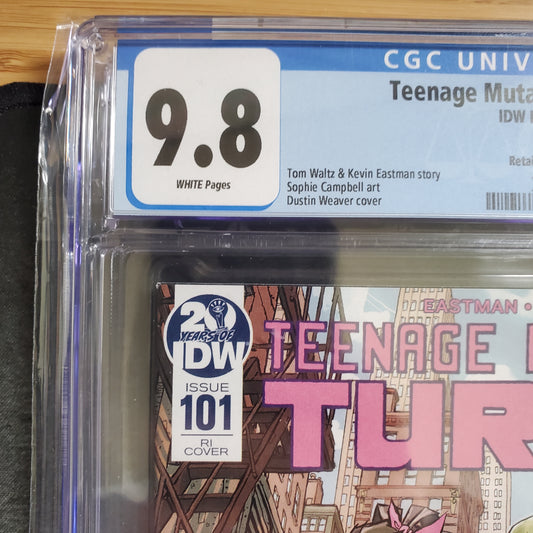 CGC UNIV
9.8
WHITE Pages
Teenage Muta
IDW
Retai
Tom Waltz & Kevin Eastman story
Sophie Campbell art
Dustin Weaver cover
20
YEARS OF
IDW
ISSUE
101
RI
COVER
EASTMAN •
TEENAGE
TUR